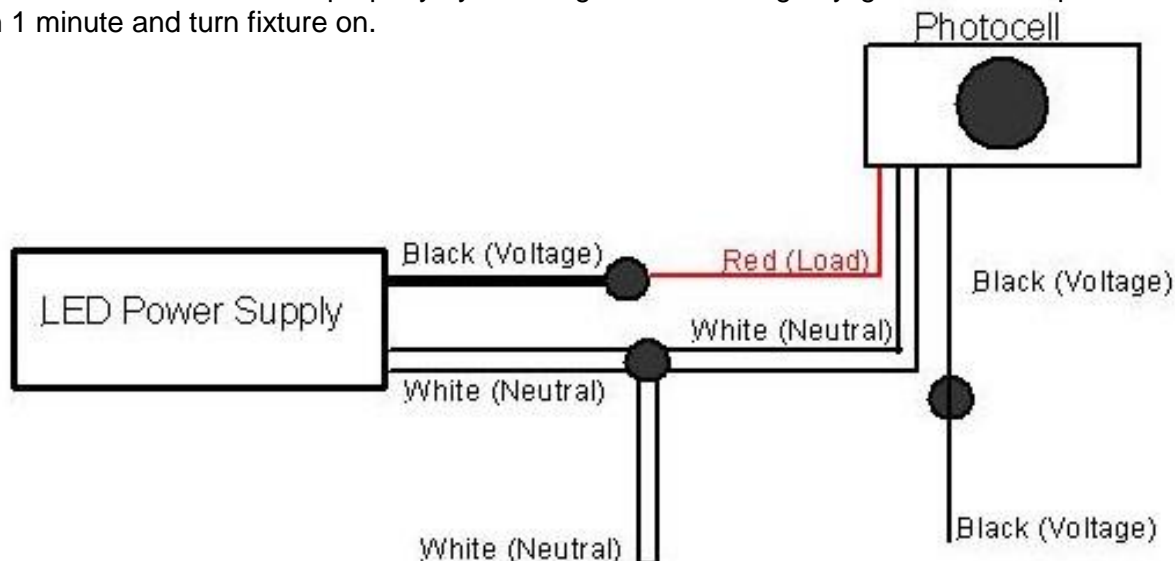 1 minute and turn fixture on.
Photocell
Black (Voltage)
Red (Load)
Black (Voltage)
LED Power Supply
White (Neutral)
White (Neutral)
Black (Voltage)
White (Neutral)